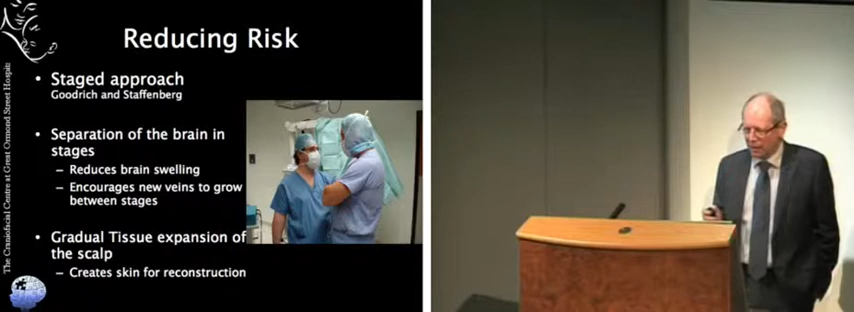 Reducing Risk
• Staged approach
Goodrich and Staffenberg
• Separation of the brain in
stages
– Reduces brain swelling
– Encourages new veins to grow
between stages
• Gradual Tissue expansion of
the scalp
– Creates skin for reconstruction
The Craniofacial Centre at Great Ormond Street Hospit